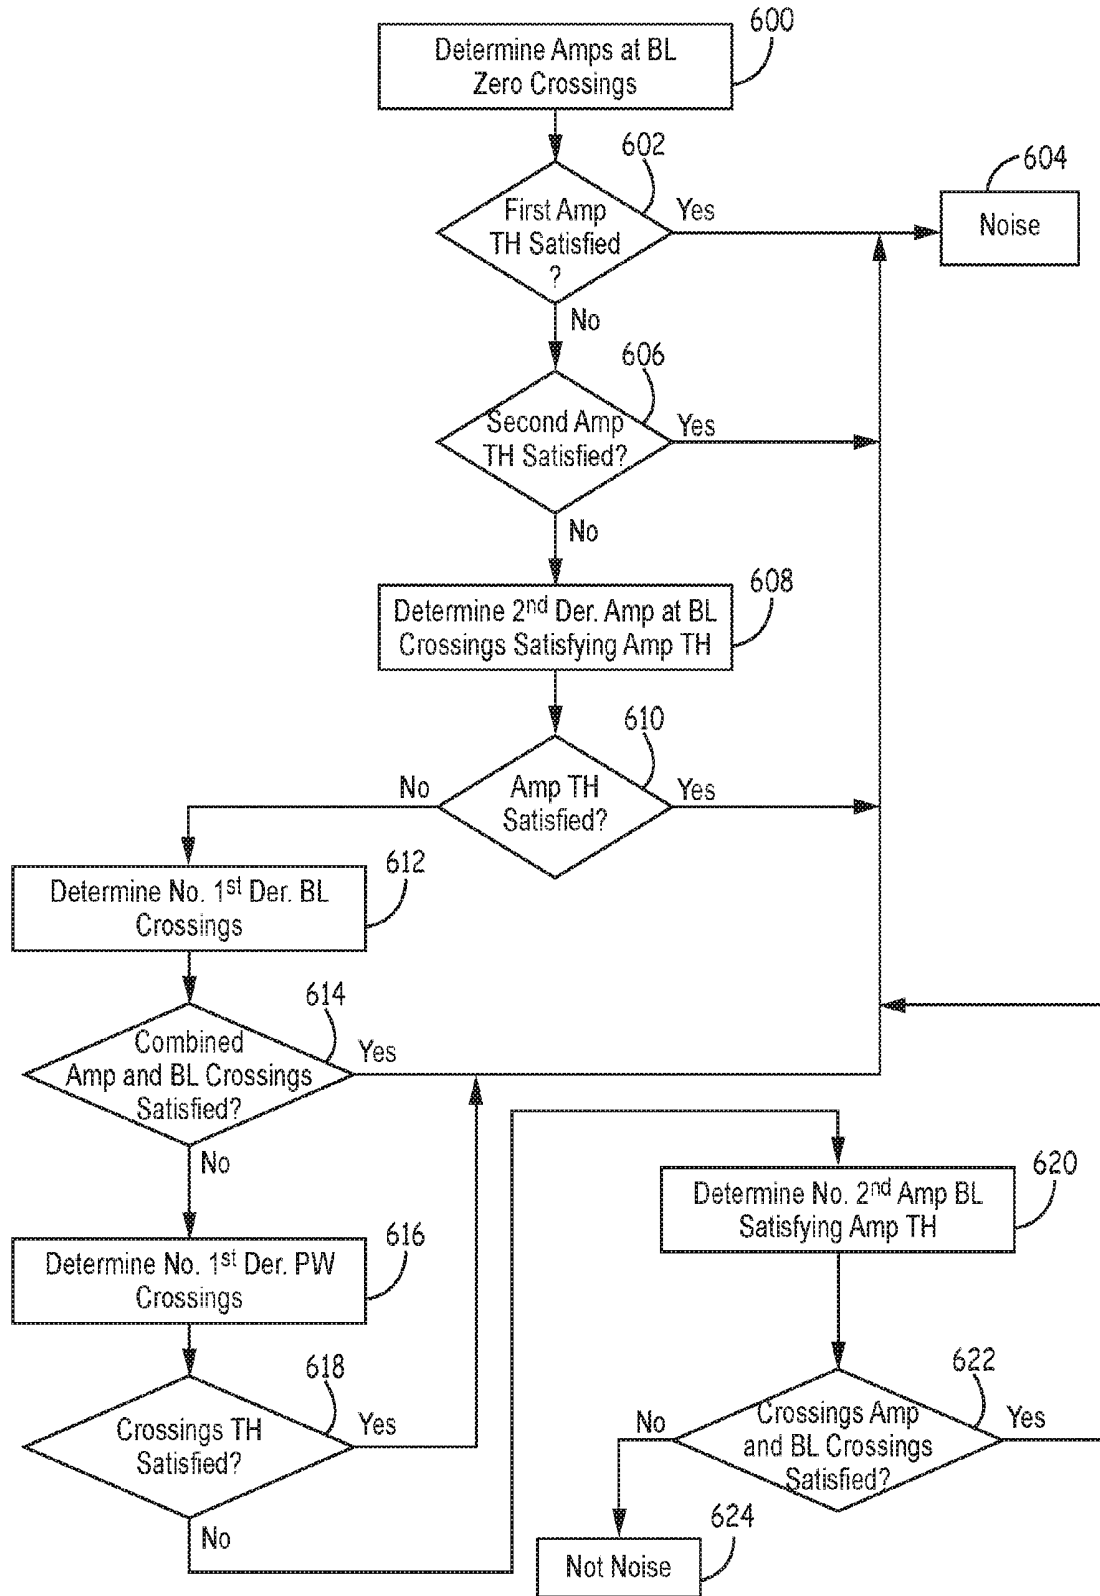 600
Determine Amps at BL
Zero Crossings
602
604
First Amp
TH Satisfied
?
Yes
Noise
No
606
Second Amp
TH Satisfied?
Yes
No
608
Determine 2nd Der. Amp at BL
Crossings Satisfying Amp TH
610
No
Amp TH
Satisfied?
Yes
612
Determine No. 1st Der. BL
Crossings
614
Combined
Amp and BL Crossings
Satisfied?
Yes
No
620
Determine No. 2nd Amp BL
Satisfying Amp TH
616
Determine No. 1st Der. PW
Crossings
618
Crossings TH
Satisfied?
Yes
No
622
No
Crossings Amp
and BL Crossings
Satisfied?
Yes
624
Not Noise